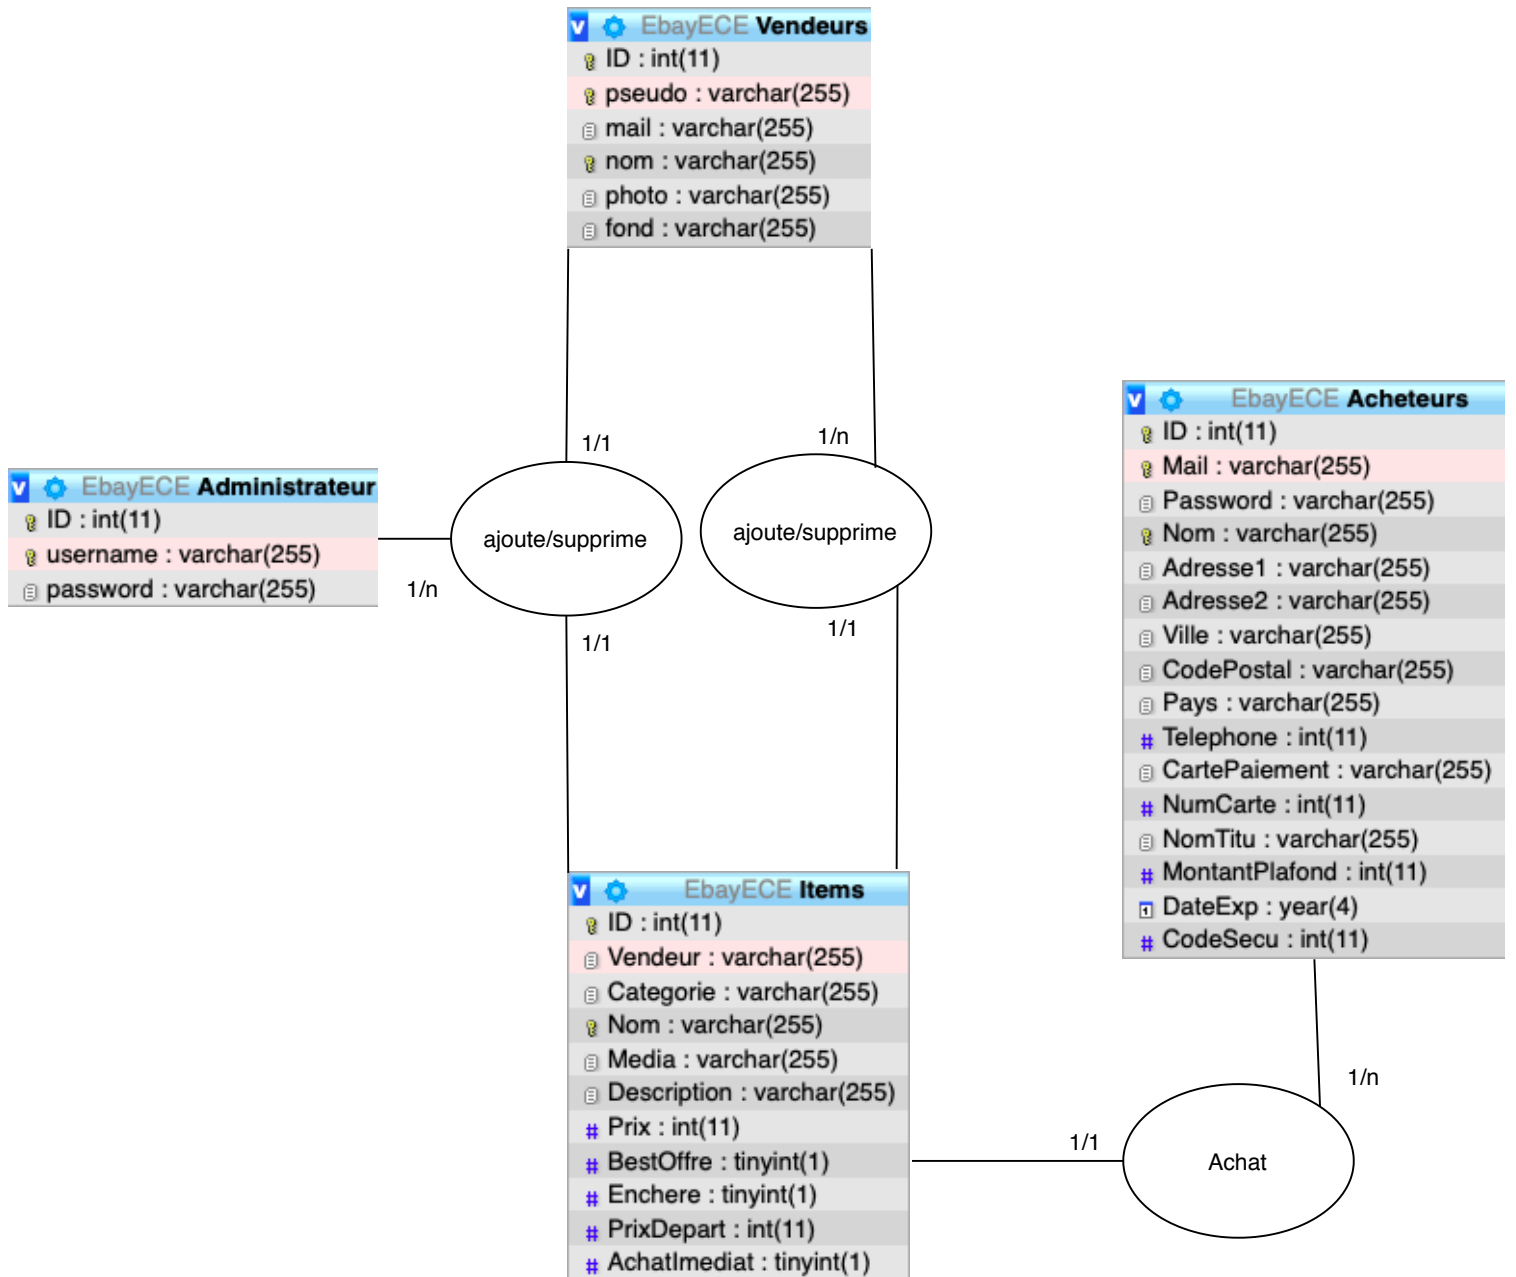 EbayECE Vendeurs
ID : int(11)
pseudo : varchar(255)
mail : varchar(255)
nom : varchar(255)
photo : varchar(255)
fond : varchar(255)
1/1
1/n
EbayECE Administrateur
ID : int(11)
username : varchar(255)
password : varchar(255)
1/n
ajoute/supprime
ajoute/supprime
1/1
1/1
EbayECE Acheteurs
ID : int(11)
Mail : varchar(255)
Password : varchar(255)
Nom : varchar(255)
Adresse1 : varchar(255)
Adresse2 : varchar(255)
Ville : varchar(255)
CodePostal : varchar(255)
Pays : varchar(255)
# Telephone : int(11)
CartePaiement : varchar(255)
# NumCarte : int(11)
NomTitu : varchar(255)
# MontantPlafond : int(11)
DateExp : year(4)
# CodeSecu : int(11)
EbayECE Items
ID : int(11)
Vendeur : varchar(255)
Categorie : varchar(255)
Nom : varchar(255)
Media : varchar(255)
Description : varchar(255)
# Prix : int(11)
# BestOffre : tinyint(1)
# Enchere : tinyint(1)
# PrixDepart : int(11)
# AchatImediat : tinyint(1)
1/n
1/1
Achat